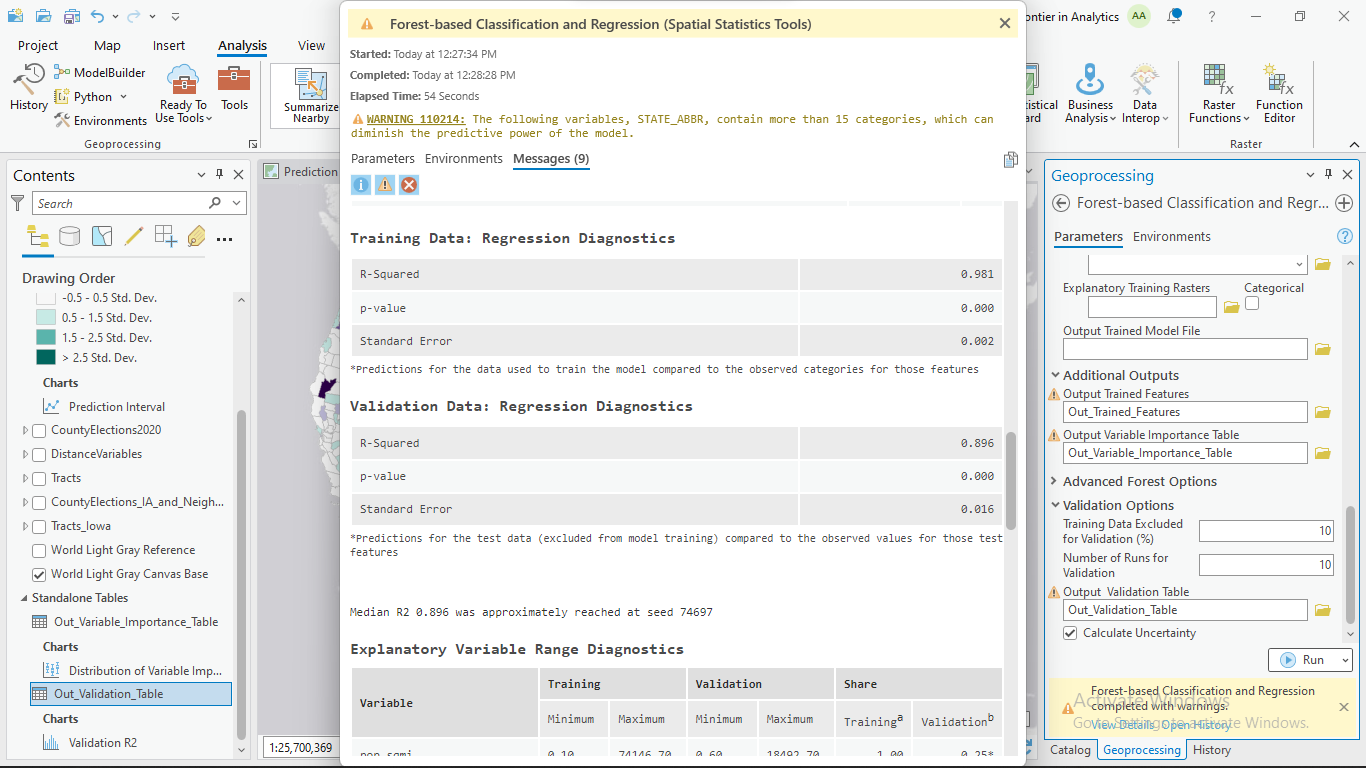 Forest-based Classification and Regression (Spatial Statistics Tools)
ontier in Analytics
AA
?
Project
Map
Insert
Analysis
View
History
ModelBuilder
Python
Environments
Ready To
Use Tools
Tools
Summarize
Nearby
Geoprocessing
Business
Analysis
Data
Interop
Raster
Functions
Function
Editor
Raster
Started: Today at 12:27:34 PM
Completed: Today at 12:28:28 PM
Elapsed Time: 54 Seconds
WARNING 110214: The following variables, STATE_ABBR, contain more than 15 categories, which can
diminish the predictive power of the model.
Parameters
Environments
Messages (9)
Contents
Search
Drawing Order
-0.5 - 0.5 Std. Dev.
0.5 - 1.5 Std. Dev.
1.5 - 2.5 Std. Dev.
> 2.5 Std. Dev.
Charts
Prediction Interval
CountyElections2020
DistanceVariables
Tracts
CountyElections_IA_and_Neigh...
Tracts_Iowa
World Light Gray Reference
World Light Gray Canvas Base
Standalone Tables
Out_Variable_Importance_Table
Charts
Distribution of Variable Imp...
Out_Validation_Table
Charts
Validation R2
Prediction
1:25,700,369
Training Data: Regression Diagnostics
R-Squared 0.981
p-value 0.000
Standard Error 0.002
*Predictions for the data used to train the model compared to the observed categories for those features
Validation Data: Regression Diagnostics
R-Squared 0.896
p-value 0.000
Standard Error 0.016
*Predictions for the test data (excluded from model training) compared to the observed values for those test
features
Median R2 0.896 was approximately reached at seed 74697
Explanatory Variable Range Diagnostics
Variable
Training Validation Share
Minimum Maximum Minimum Maximum Training^a Validation^b
pop_semi 0.10 74146.70 0.60 18492.70 1.00 0.25*
Geoprocessing
Forest-based Classification and Regr...
Parameters
Environments
?
Explanatory Training Rasters
Categorical
Output Trained Model File
Additional Outputs
Output Trained Features
Out_Trained_Features
Output Variable Importance Table
Out_Variable_Importance_Table
Advanced Forest Options
Validation Options
Training Data Excluded
for Validation (%)
10
Number of Runs for
Validation
10
Output Validation Table
Out_Validation_Table
Calculate Uncertainty
Run
Forest-based Classification and Regression
completed with warnings.
View Details Open History
Activate Windows
Go to Settings to activate Windows.
Catalog
Geoprocessing
History